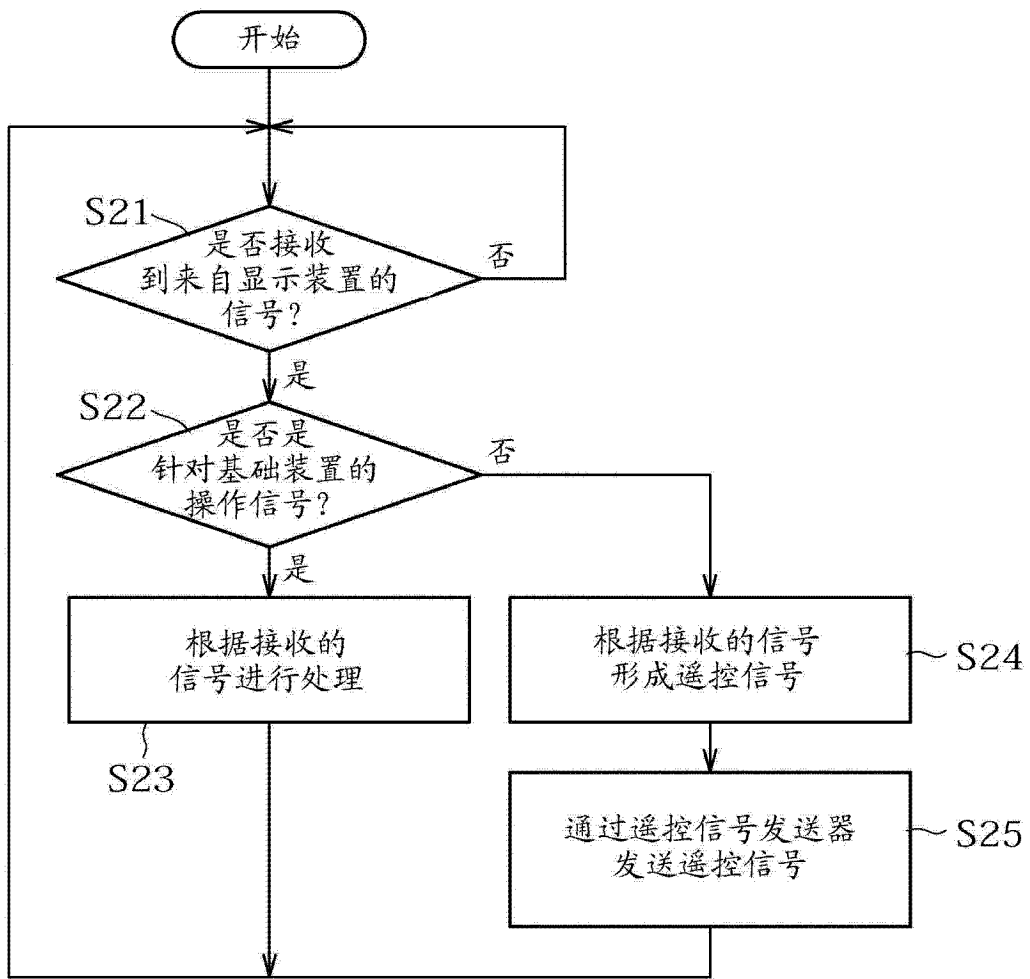 开始
S21
是否接收
到来自显示装置的
信号?
否
是
S22
是否是
针对基础装置的
操作信号?
否
是
根据接收的
信号进行处理
S23
根据接收的信号
形成遥控信号
S24
通过遥控信号发送器
发送遥控信号
S25